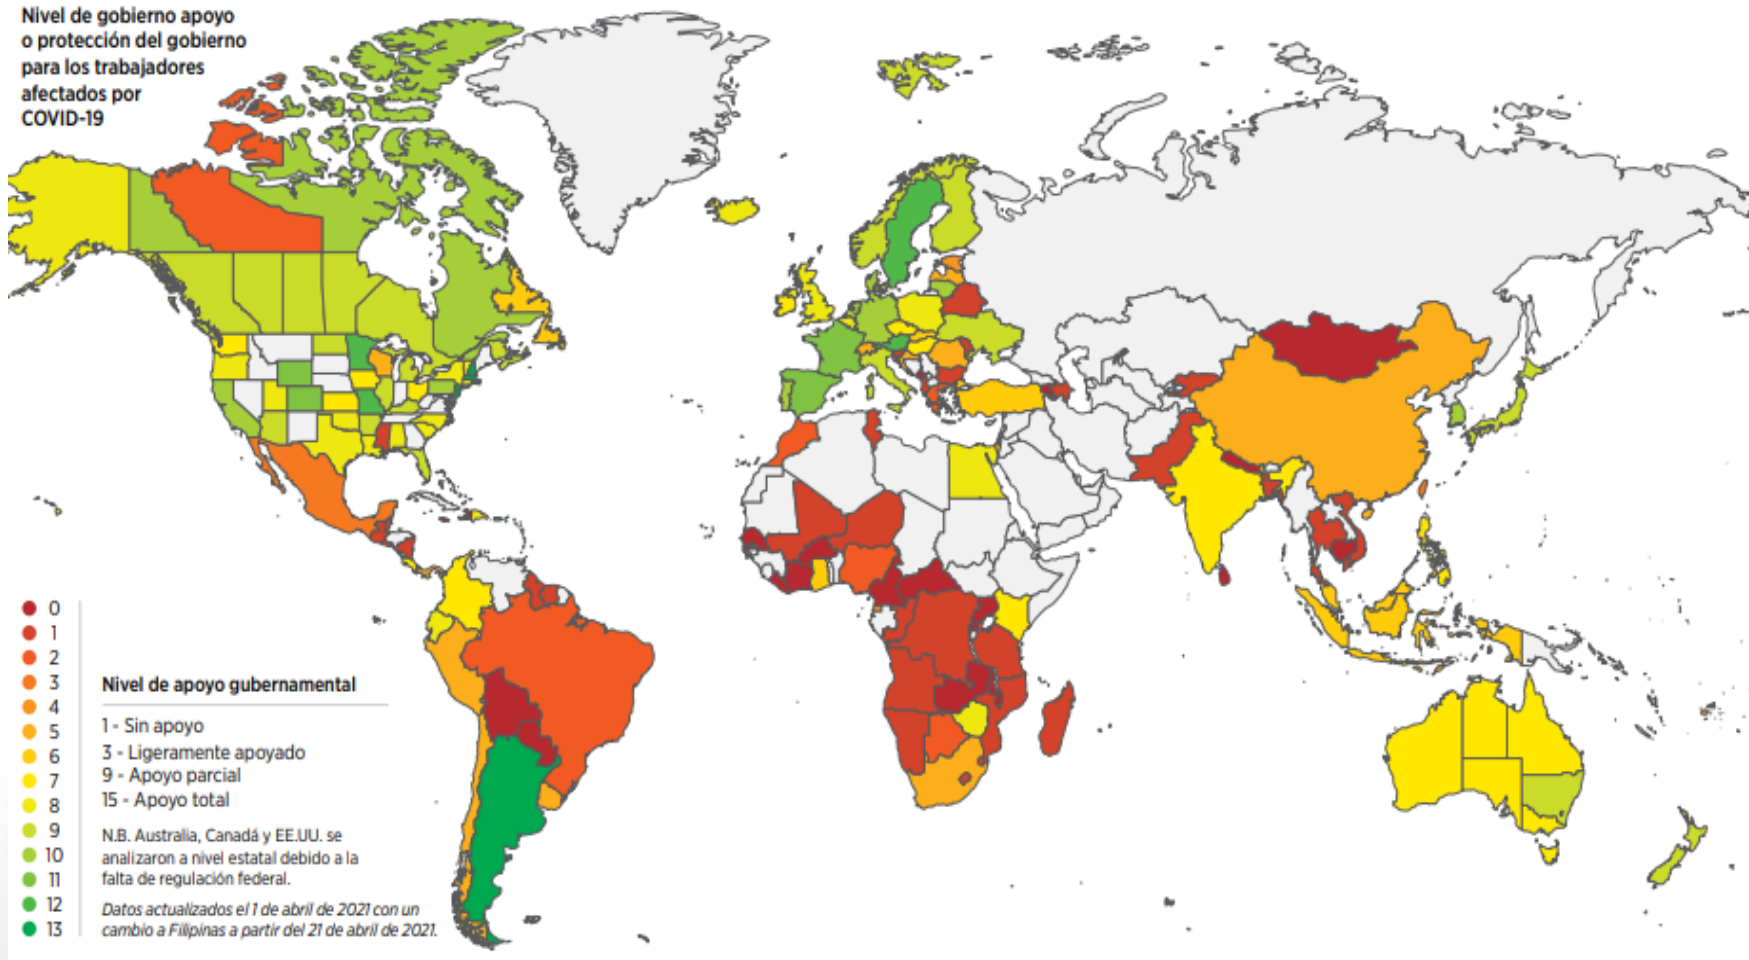 Nivel de gobierno apoyo
o protección del gobierno
para los trabajadores
afectados por
COVID-19
0
1
2
3
4
5
6
7
8
9
10
11
12
13
Nivel de apoyo gubernamental
1 - Sin apoyo
3 - Ligeramente apoyado
9 - Apoyo parcial
15 - Apoyo total
N.B. Australia, Canadá y EE.UU. se
analizaron a nivel estatal debido a la
falta de regulación federal.
Datos actualizados el 1 de abril de 2021 con un
cambio a Filipinas a partir del 21 de abril de 2021.